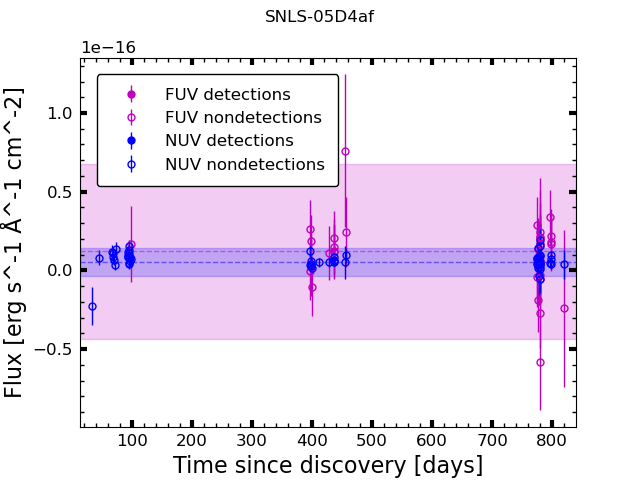 SNLS-05D4af
1e−16
FUV detections
FUV nondetections
NUV detections
NUV nondetections
1.0
0.5
0.0
−0.5
Flux [erg s^-1 Å^-1 cm^-2]
100 200 300 400 500 600 700 800
Time since discovery [days]